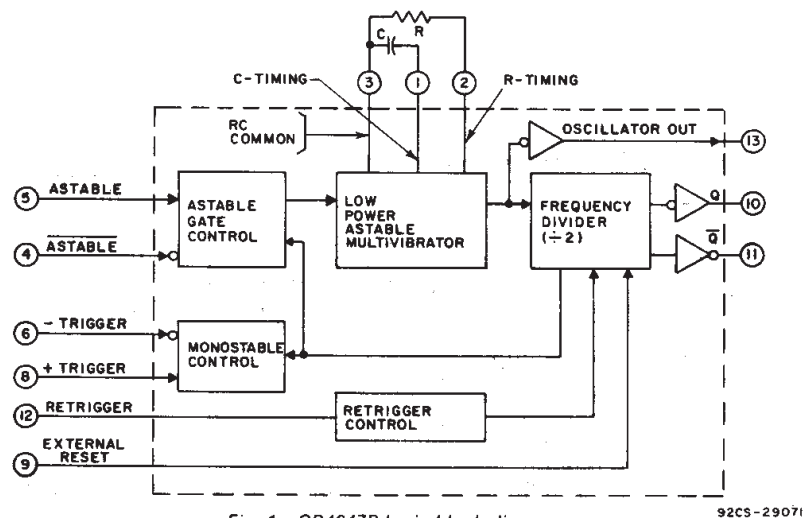 R
C
3
1
2
C-TIMING
R-TIMING
RC
COMMON
OSCILLATOR OUT
13
5
ASTABLE
ASTABLE
GATE
CONTROL
LOW
POWER
ASTABLE
MULTIVIBRATOR
FREQUENCY
DIVIDER
(÷2)
Q
10
4
ASTABLE
Q
11
6
- TRIGGER
MONOSTABLE
CONTROL
8
+ TRIGGER
12
RETRIGGER
RETRIGGER
CONTROL
9
EXTERNAL
RESET
92CS-29071